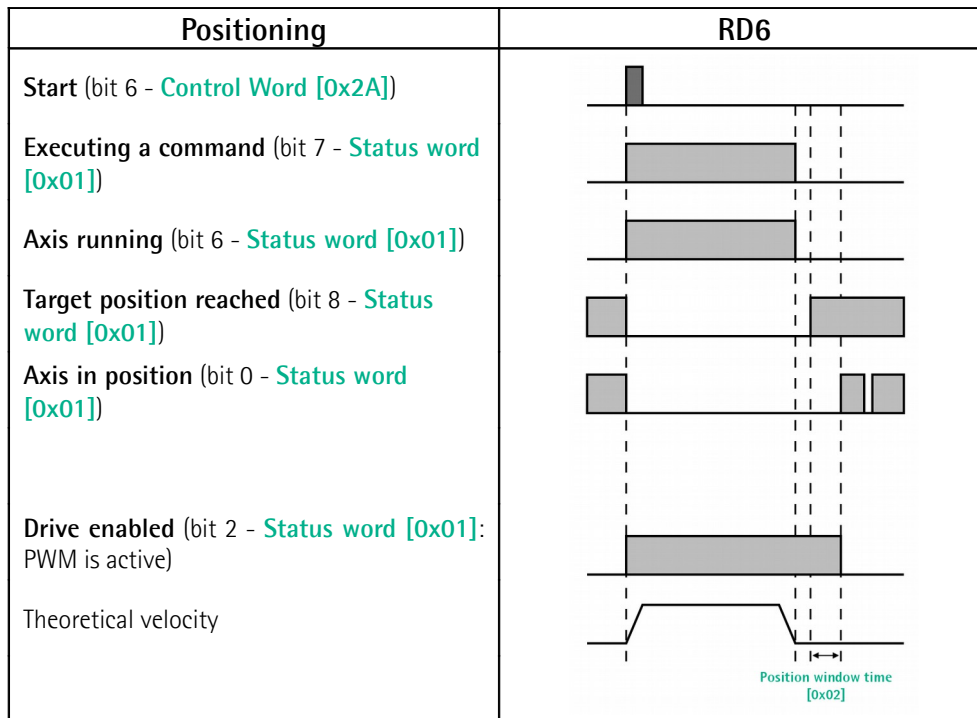 Positioning
RD6
Start (bit 6 - Control Word [0x2A])
Executing a command (bit 7 - Status word
[0x01])
Axis running (bit 6 - Status word [0x01])
Target position reached (bit 8 - Status
word [0x01])
Axis in position (bit 0 - Status word
[0x01])
Drive enabled (bit 2 - Status word [0x01]:
PWM is active)
Theoretical velocity
Position window time
[0x02]